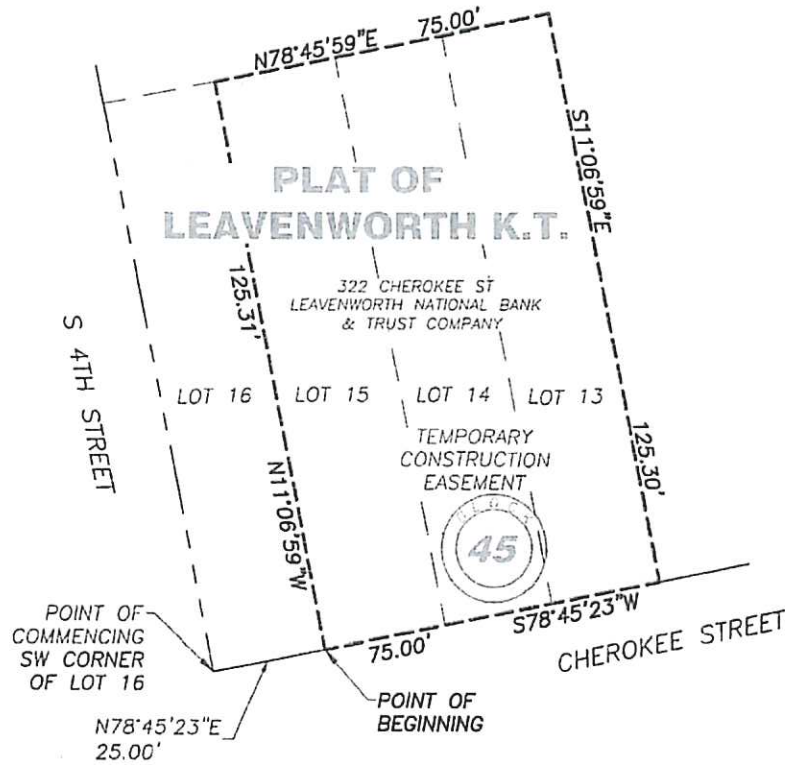 N78°45'59"E
75.00'
S11°06'59"E
PLAT OF
LEAVENWORTH K.T.
125.31'
322 CHEROKEE ST
LEAVENWORTH NATIONAL BANK
& TRUST COMPANY
S 4TH STREET
LOT 16
LOT 15
LOT 14
LOT 13
TEMPORARY
CONSTRUCTION
EASEMENT
125.30'
N11°06'59"W
BLOCK
45
S78°45'23"W
75.00'
CHEROKEE STREET
POINT OF
COMMENCING
SW CORNER
OF LOT 16
POINT OF
BEGINNING
N78°45'23"E
25.00'